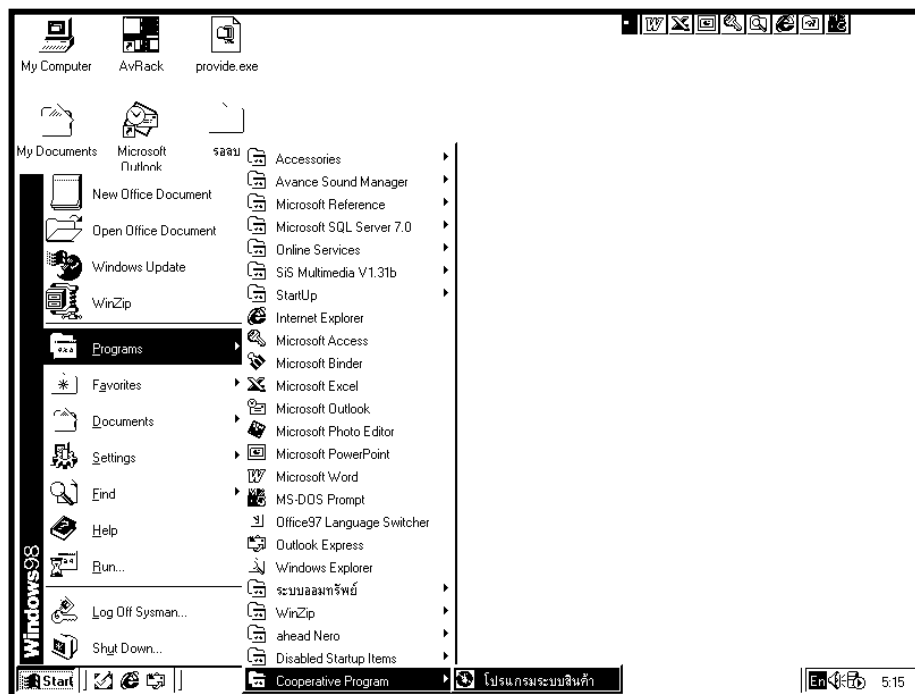 My Computer
AvRack
provide.exe
My Documents
Microsoft
Outlook
รอลบ
New Office Document
Open Office Document
Windows Update
WinZip
Programs
Favorites
Documents
Settings
Find
Help
Run...
Log Off Sysman...
Shut Down...
Windows98
Accessories
Avance Sound Manager
Microsoft Reference
Microsoft SQL Server 7.0
Online Services
SiS Multimedia V1.31b
StartUp
Internet Explorer
Microsoft Access
Microsoft Binder
Microsoft Excel
Microsoft Outlook
Microsoft Photo Editor
Microsoft PowerPoint
Microsoft Word
MS-DOS Prompt
Office97 Language Switcher
Outlook Express
Windows Explorer
ระบบออมทรัพย์
WinZip
ahead Nero
Disabled Startup Items
Cooperative Program
โปรแกรมระบบสินค้า
Start
En
5:15